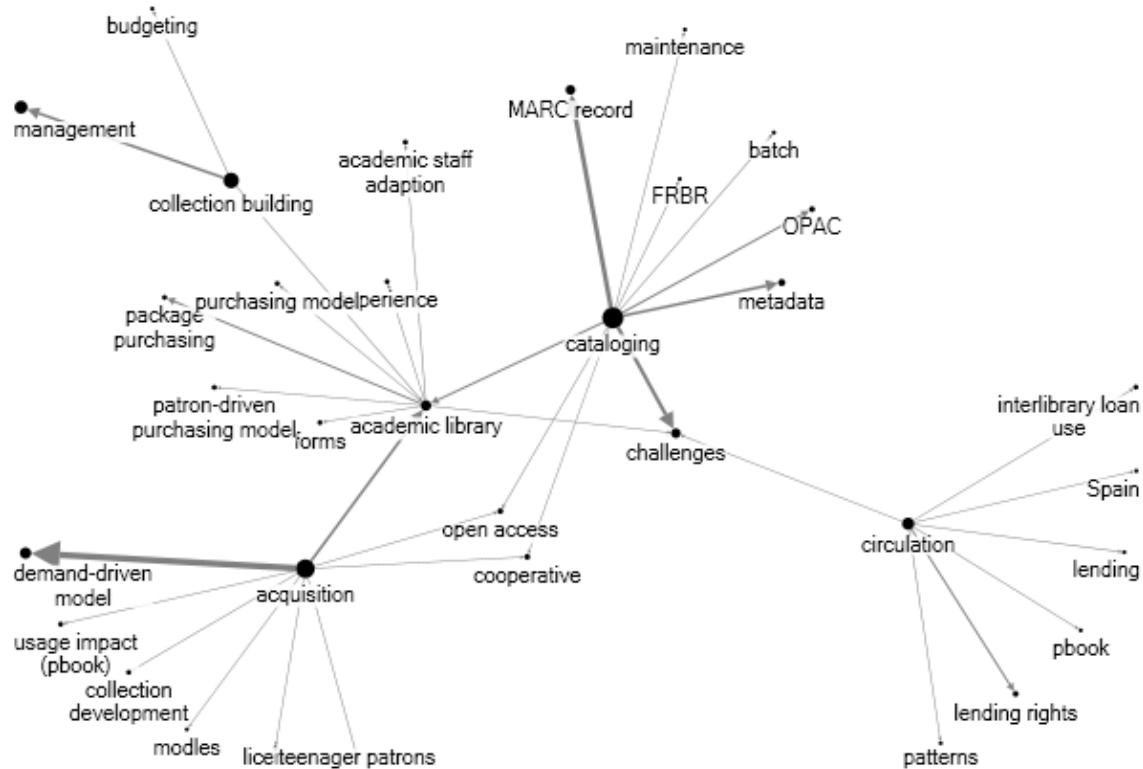 budgeting
maintenance
MARC record
management
academic staff
adaption
batch
FRBR
collection building
OPAC
purchasing model
perience
package
purchasing
metadata
cataloging
patron-driven
purchasing model
academic library
challenges
interlibrary loan
use
Spain
open access
circulation
demand-driven
model
acquisition
cooperative
lending
usage impact
(pbook)
pbook
collection
development
lending rights
modles
teenager patrons
patterns